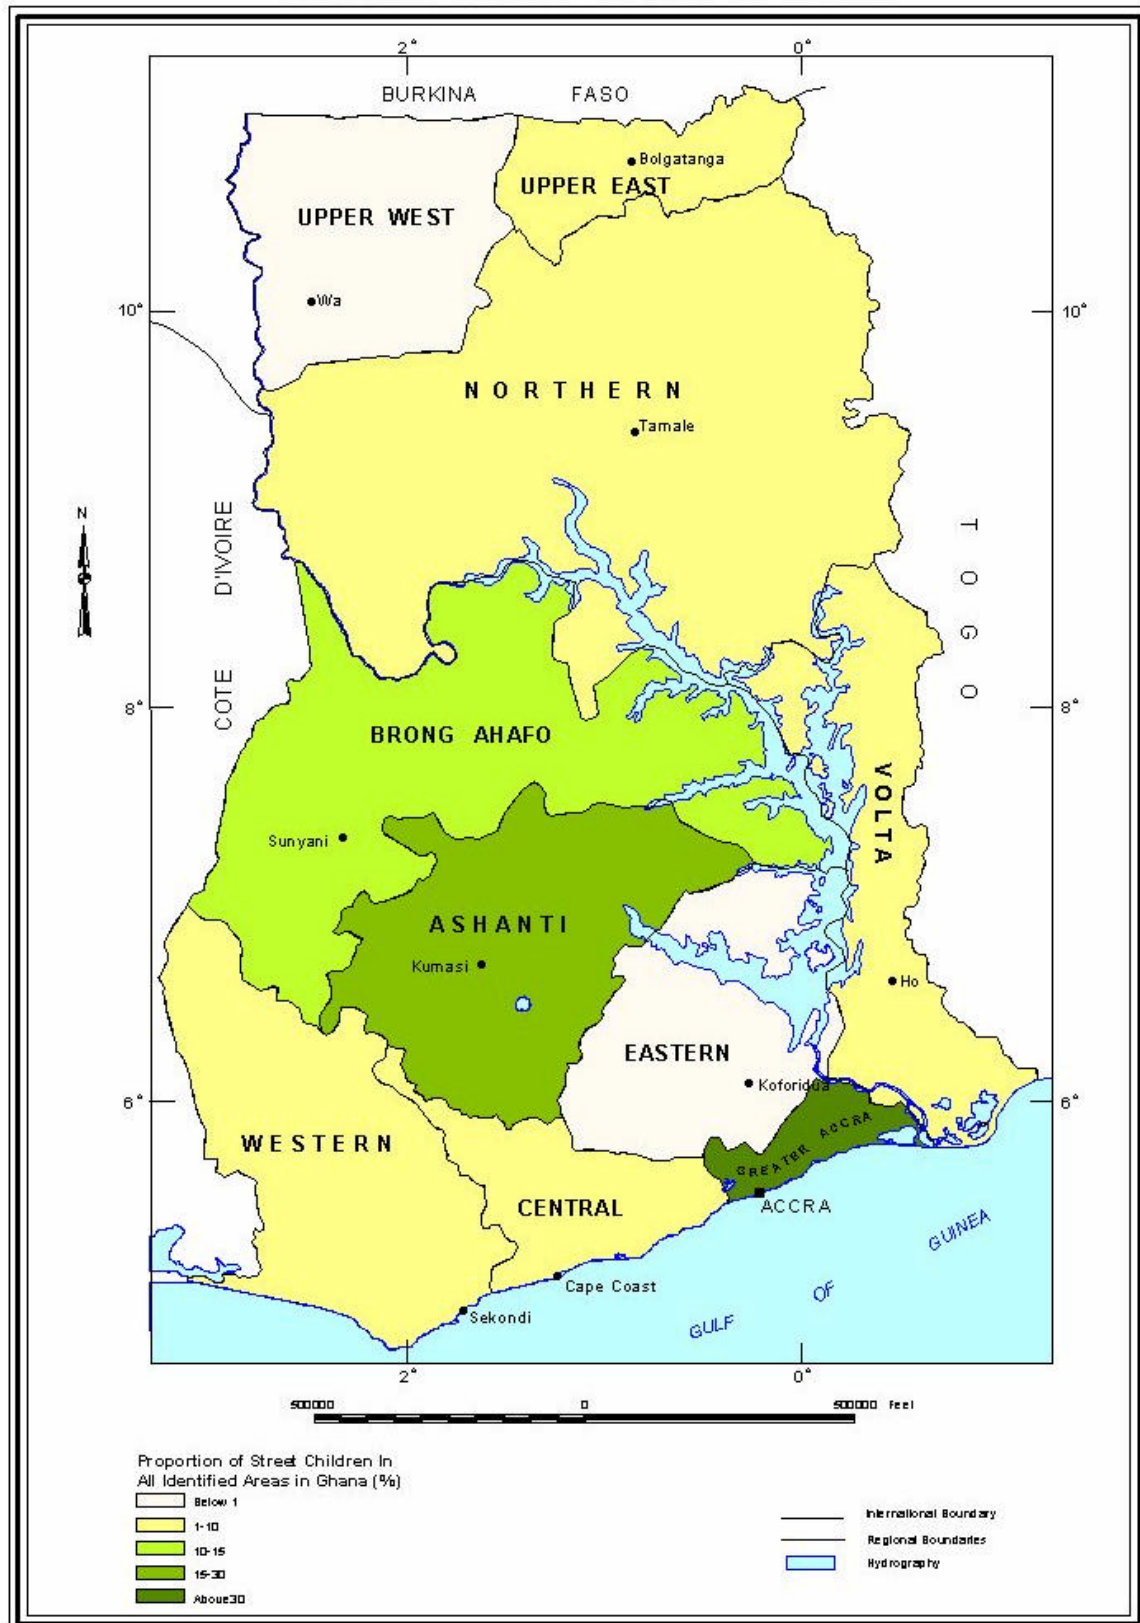 2°
0°
BURKINA FASO
Bolgatanga
UPPER EAST
UPPER WEST
Wa
10°
10°
NORTHERN
Tamale
N
COTE D'IVOIRE
TOGO
8°
8°
BRONG AHAFO
VOLTA
Sunyani
ASHANTI
Kumasi
Ho
EASTERN
Koforidua
6°
6°
GREATER ACCRA
WESTERN
CENTRAL
ACCRA
GULF OF GUINEA
Cape Coast
Sekondi
2°
0°
500000 0 500000 Feet
Proportion of Street Children In
All Identified Areas in Ghana (%)
Below 1
1-10
10-15
15-30
Above30
International Boundary
Regional Boundaries
Hydrography